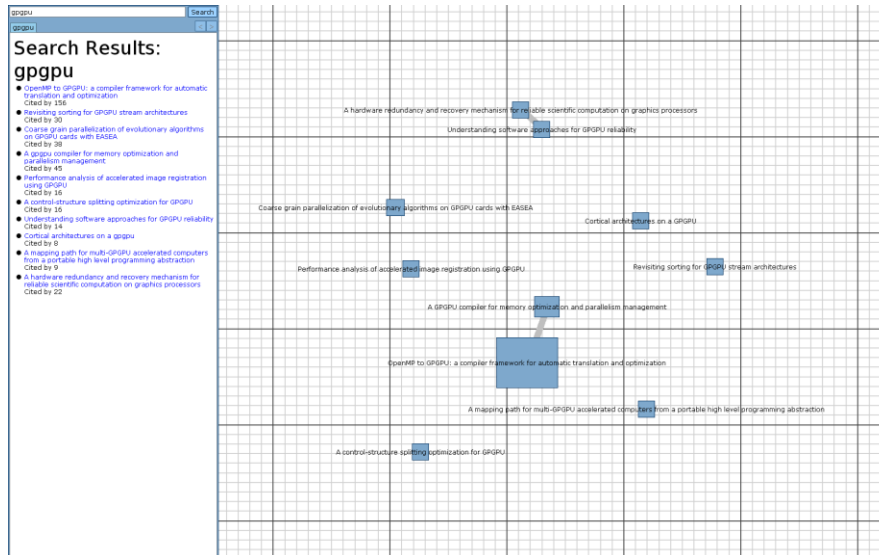 gpgpu
Search
gpgpu
< >
Search Results:
gpgpu
OpenMP to GPGPU: a compiler framework for automatic
translation and optimization
Cited by 156
Revisiting sorting for GPGPU stream architectures
Cited by 30
Coarse grain parallelization of evolutionary algorithms
on GPGPU cards with EASEA
Cited by 38
A gpgpu compiler for memory optimization and
parallelism management
Cited by 45
Performance analysis of accelerated image registration
using GPGPU
Cited by 16
A control-structure splitting optimization for GPGPU
Cited by 16
Understanding software approaches for GPGPU reliability
Cited by 14
Cortical architectures on a gpgpu
Cited by 8
A mapping path for multi-GPGPU accelerated computers
from a portable high level programming abstraction
Cited by 9
A hardware redundancy and recovery mechanism for
reliable scientific computation on graphics processors
Cited by 22
A hardware redundancy and recovery mechanism for reliable scientific computation on graphics processors
Understanding software approaches for GPGPU reliability
Coarse grain parallelization of evolutionary algorithms on GPGPU cards with EASEA
Cortical architectures on a GPGPU
Performance analysis of accelerated image registration using GPGPU
Revisiting sorting for GPGPU stream architectures
A GPGPU compiler for memory optimization and parallelism management
OpenMP to GPGPU: a compiler framework for automatic translation and optimization
A mapping path for multi-GPGPU accelerated computers from a portable high level programming abstraction
A control-structure splitting optimization for GPGPU